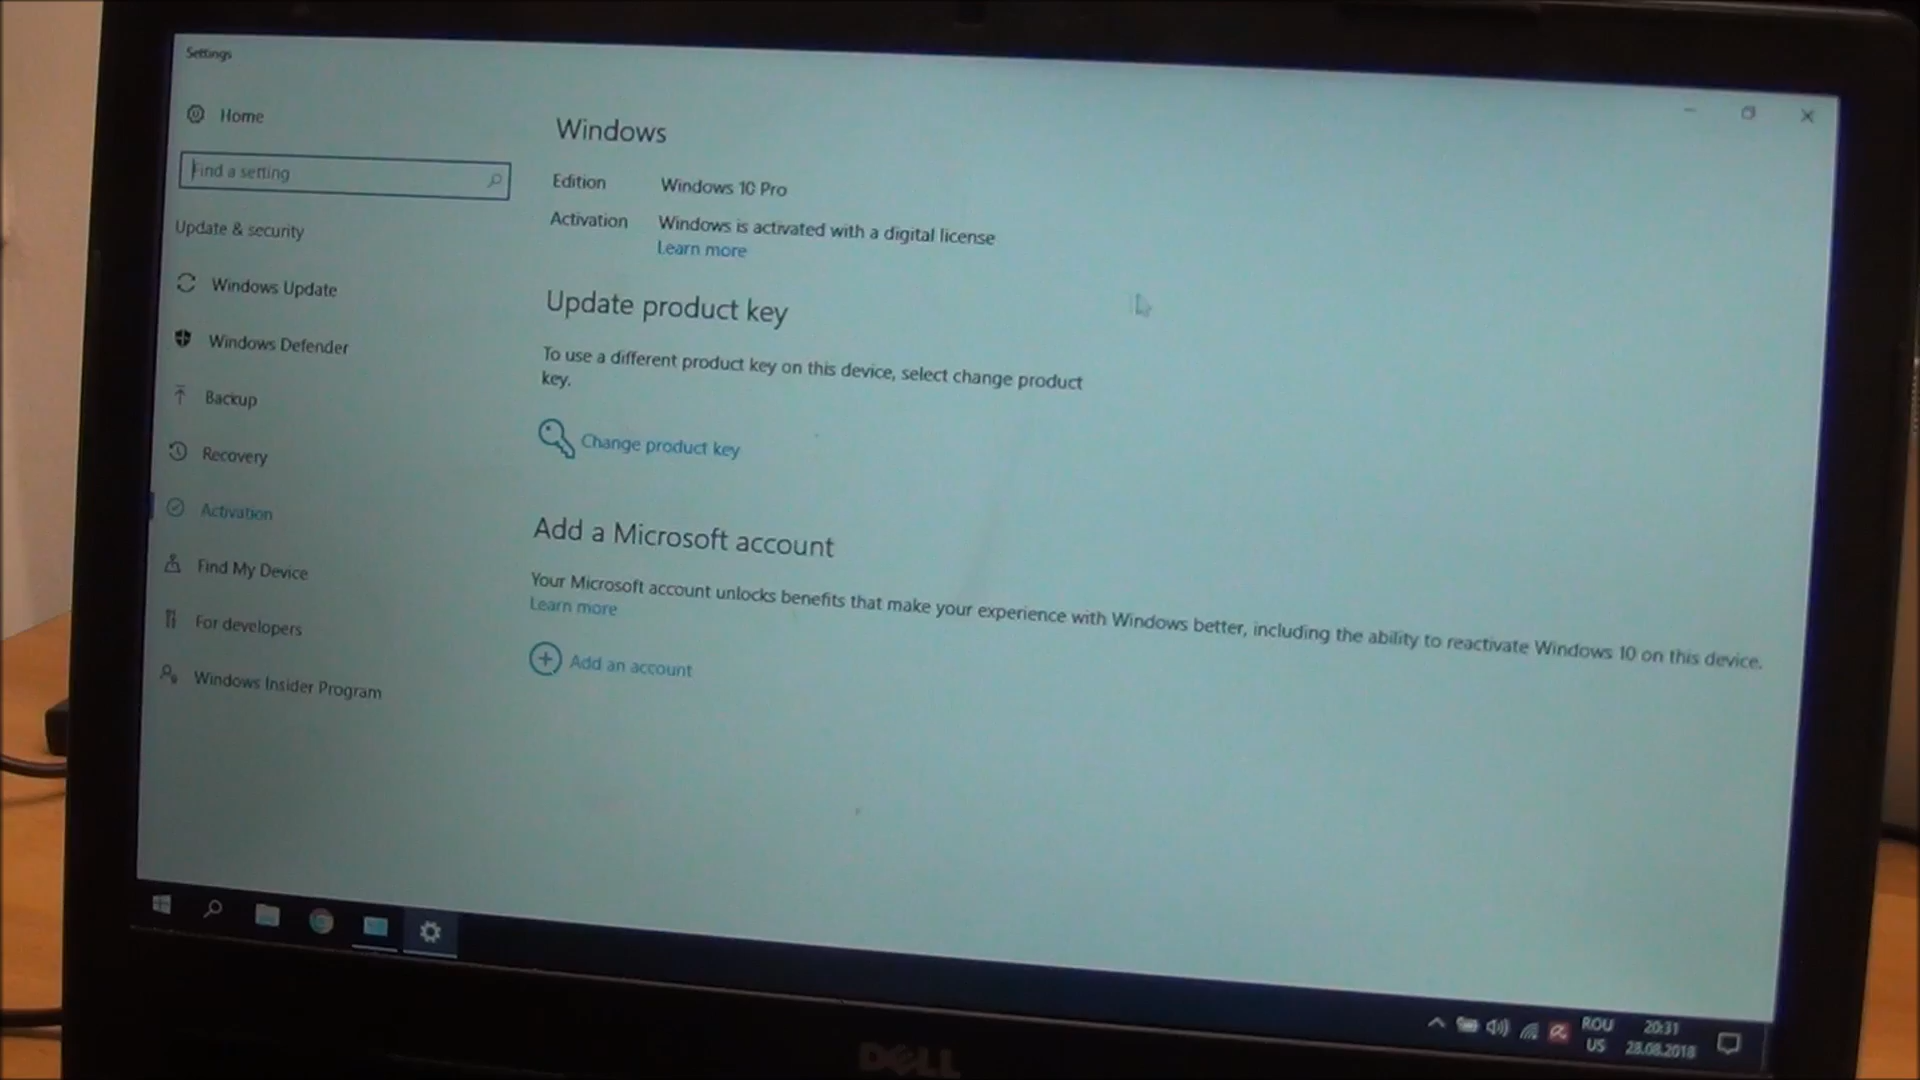 Settings
Home
Find a setting
Update & security
Windows Update
Windows Defender
Backup
Recovery
Activation
Find My Device
For developers
Windows Insider Program
Windows
Edition Windows 10 Pro
Activation Windows is activated with a digital license
Learn more
Update product key
To use a different product key on this device, select change product
key.
Change product key
Add a Microsoft account
Your Microsoft account unlocks benefits that make your experience with Windows better, including the ability to reactivate Windows 10 on this device.
Learn more
Add an account
ROU 20:31
US 28.08.2018
DELL